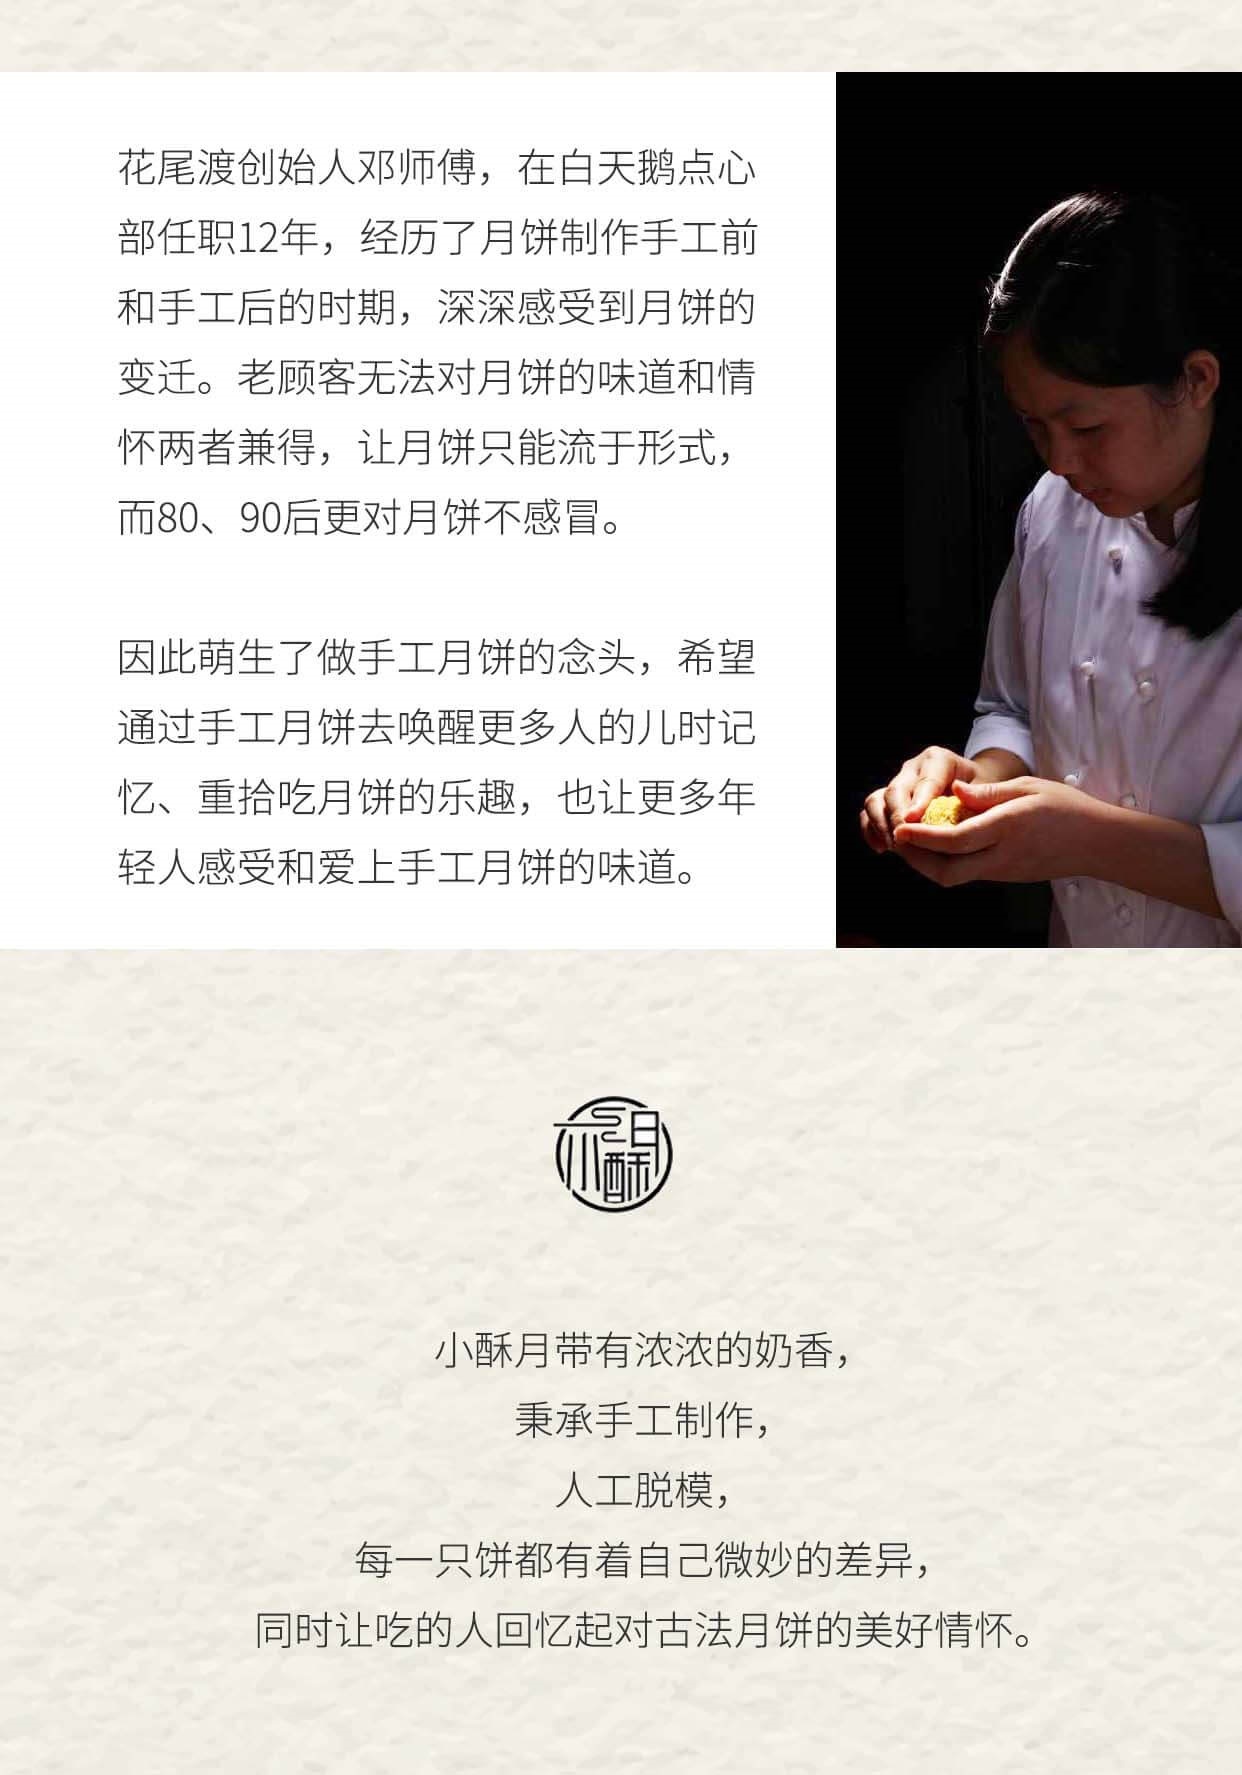 花尾渡创始人邓师傅，在白天鹅点心
部任职12年，经历了月饼制作手工前
和手工后的时期，深深感受到月饼的
变迁。老顾客无法对月饼的味道和情
怀两者兼得，让月饼只能流于形式，
而80、90后更对月饼不感冒。
因此萌生了做手工月饼的念头，希望
通过手工月饼去唤醒更多人的儿时记
忆、重拾吃月饼的乐趣，也让更多年
轻人感受和爱上手工月饼的味道。
小酥月带有浓浓的奶香，
秉承手工制作，
人工脱模，
每一只饼都有着自己微妙的差异，
同时让吃的人回忆起对古法月饼的美好情怀。